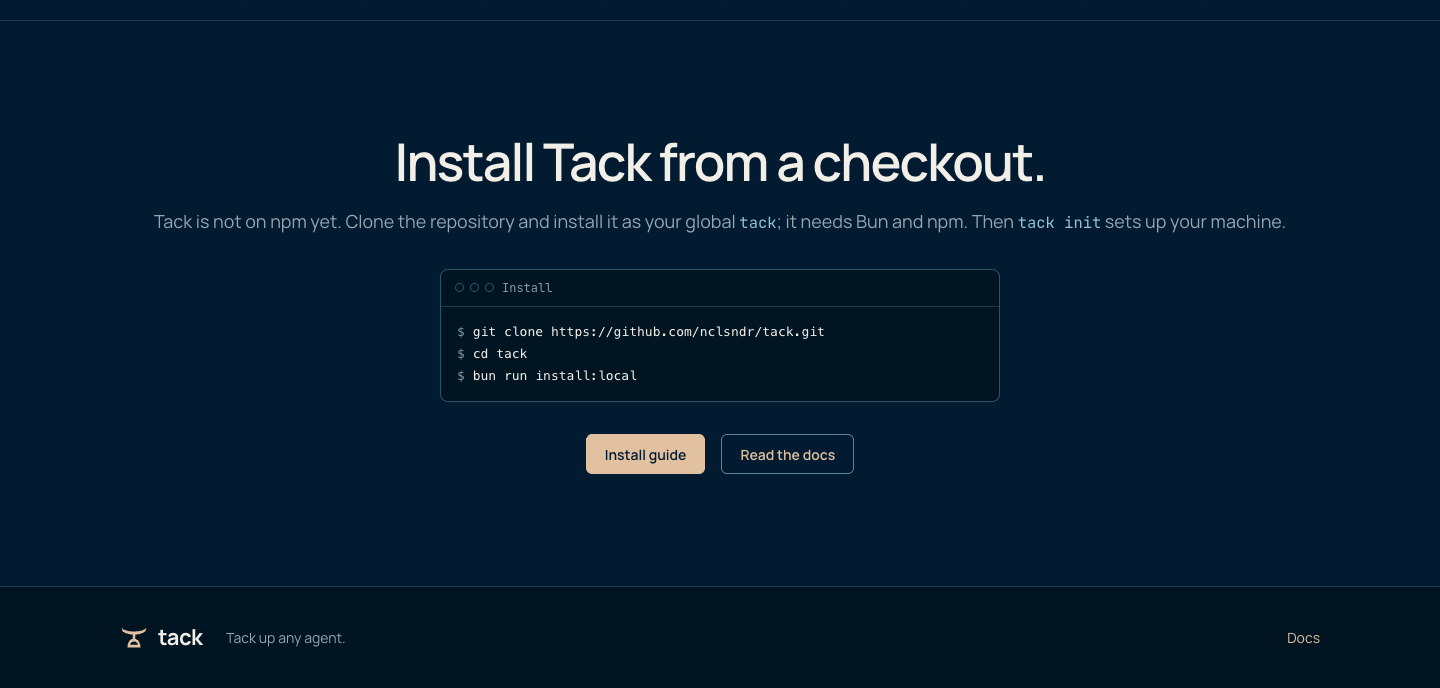 Install Tack from a checkout.
Tack is not on npm yet. Clone the repository and install it as your global tack; it needs Bun and npm. Then tack init sets up your machine.
Install
$ git clone https://github.com/nclsndr/tack.git
$ cd tack
$ bun run install:local
Install guide
Read the docs
tack
Tack up any agent.
Docs